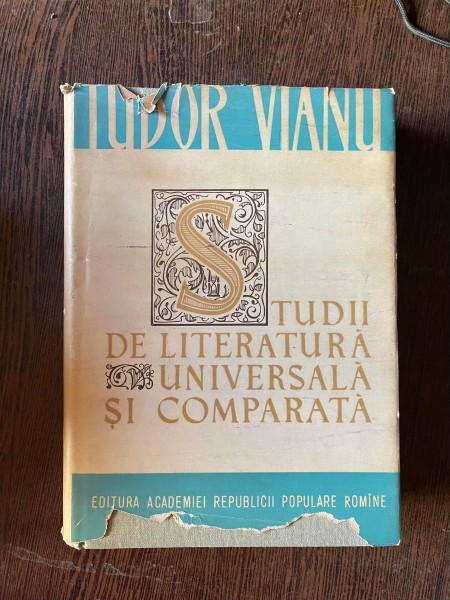 TUDOR VIANU
STUDII
DE LITERATURĂ
UNIVERSALĂ
ȘI COMPARATĂ
EDITURA ACADEMIEI REPUBLICII POPULARE ROMÎNE